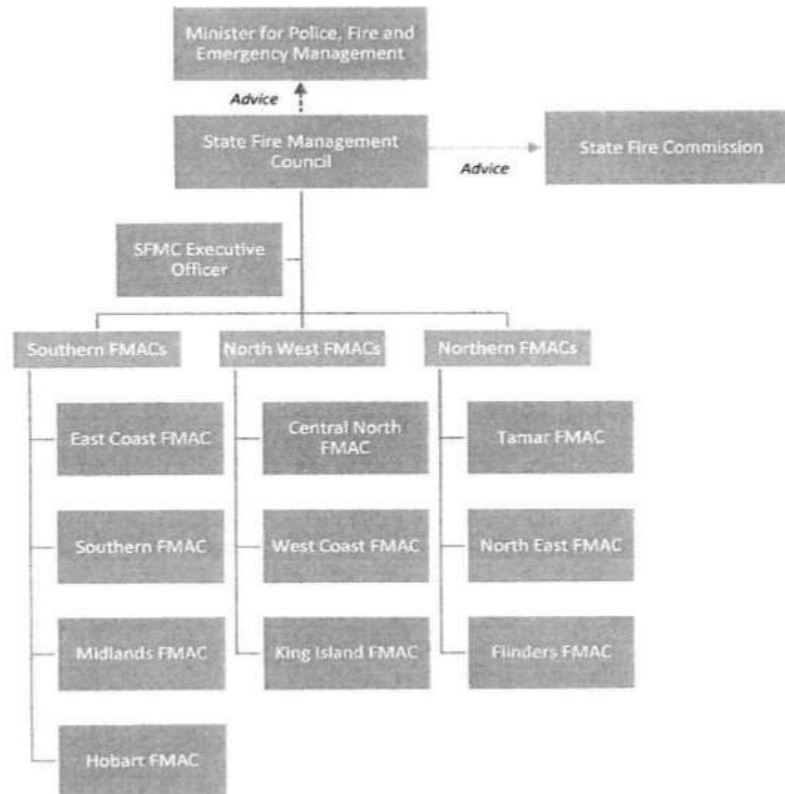 Minister for Police, Fire and
Emergency Management
Advice
State Fire Management
Council
Advice
State Fire Commission
SFMC Executive
Officer
Southern FMACs
North West FMACs
Northern FMACs
East Coast FMAC
Central North
FMAC
Tamar FMAC
Southern FMAC
West Coast FMAC
North East FMAC
Midlands FMAC
King Island FMAC
Flinders FMAC
Hobart FMAC